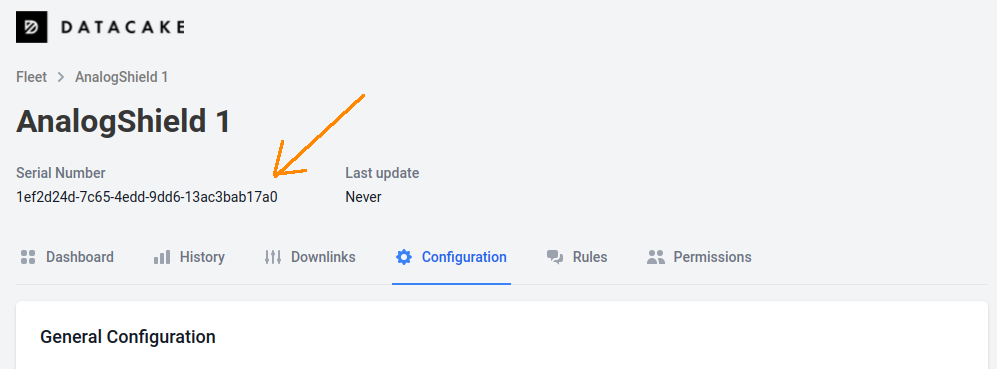 DATACAKE
Fleet > AnalogShield 1
AnalogShield 1
Serial Number Last update
1ef2d24d-7c65-4edd-9dd6-13ac3bab17a0 Never
Dashboard History Downlinks Configuration Rules Permissions
General Configuration